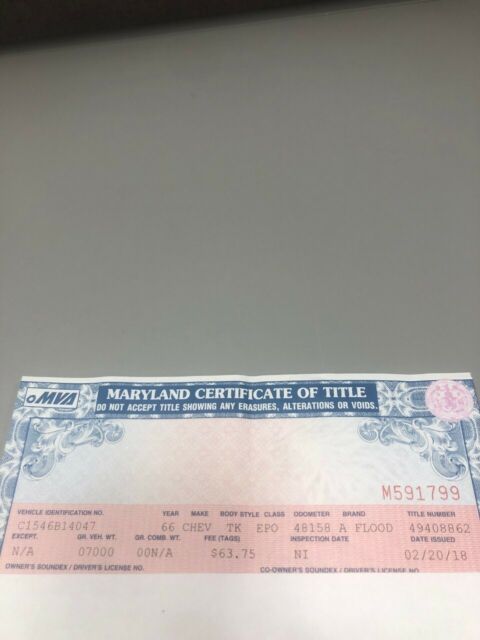 MVA MARYLAND CERTIFICATE OF TITLE
DO NOT ACCEPT TITLE SHOWING ANY ERASURES, ALTERATIONS OR VOIDS.
M591799
VEHICLE IDENTIFICATION NO. YEAR MAKE BODY STYLE CLASS ODOMETER BRAND TITLE NUMBER
C1546B14047 66 CHEV TK EPO 48158 A FLOOD 49408862
EXCEPT. GR. VEH. WT. GR. COMB. WT. FEE (TAGS) INSPECTION DATE DATE ISSUED
N/A 07000 00N/A $63.75 NI 02/20/18
OWNER'S SOUNDEX / DRIVER'S LICENSE NO. CO-OWNER'S SOUNDEX / DRIVER'S LICENSE NO.